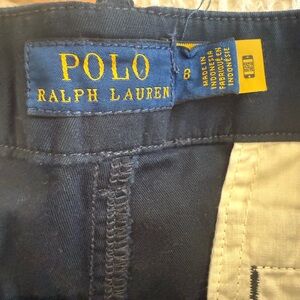 POLO
RALPH LAUREN
8
MADE IN
INDONESIA
FABRIQUÉ EN
INDONÉSIE